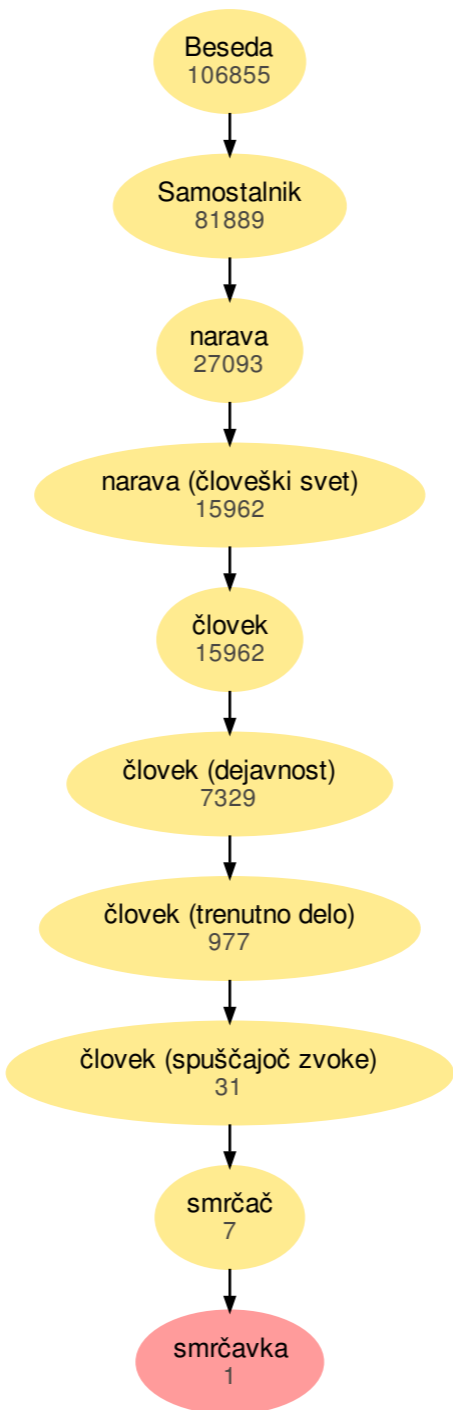 Beseda
106855
Samostalnik
81889
narava
27093
narava (človeški svet)
15962
človek
15962
človek (dejavnost)
7329
človek (trenutno delo)
977
človek (spuščajoč zvoke)
31
smrčač
7
smrčavka
1